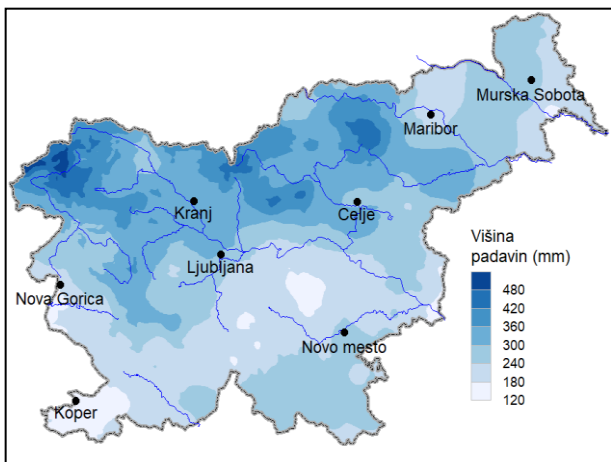 Murska Sobota
Maribor
Kranj
Celje
Ljubljana
Nova Gorica
Novo mesto
Koper
Višina
padavin (mm)
480
420
360
300
240
180
120